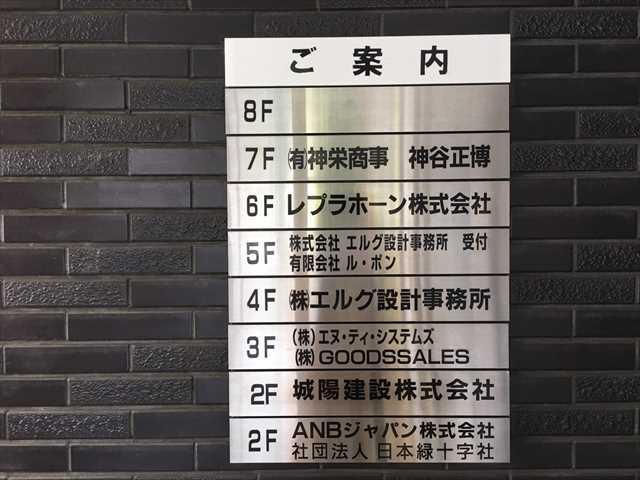 ご案内
8F
7F ㈲神栄商事 神谷正博
6F レプラホーン株式会社
5F 株式会社 エルグ設計事務所 受付
有限会社 ル・ポン
4F ㈱エルグ設計事務所
3F (株)エヌ・ティ・システムズ
(株)GOODSSALES
2F 城陽建設株式会社
2F ANBジャパン株式会社
社団法人 日本緑十字社